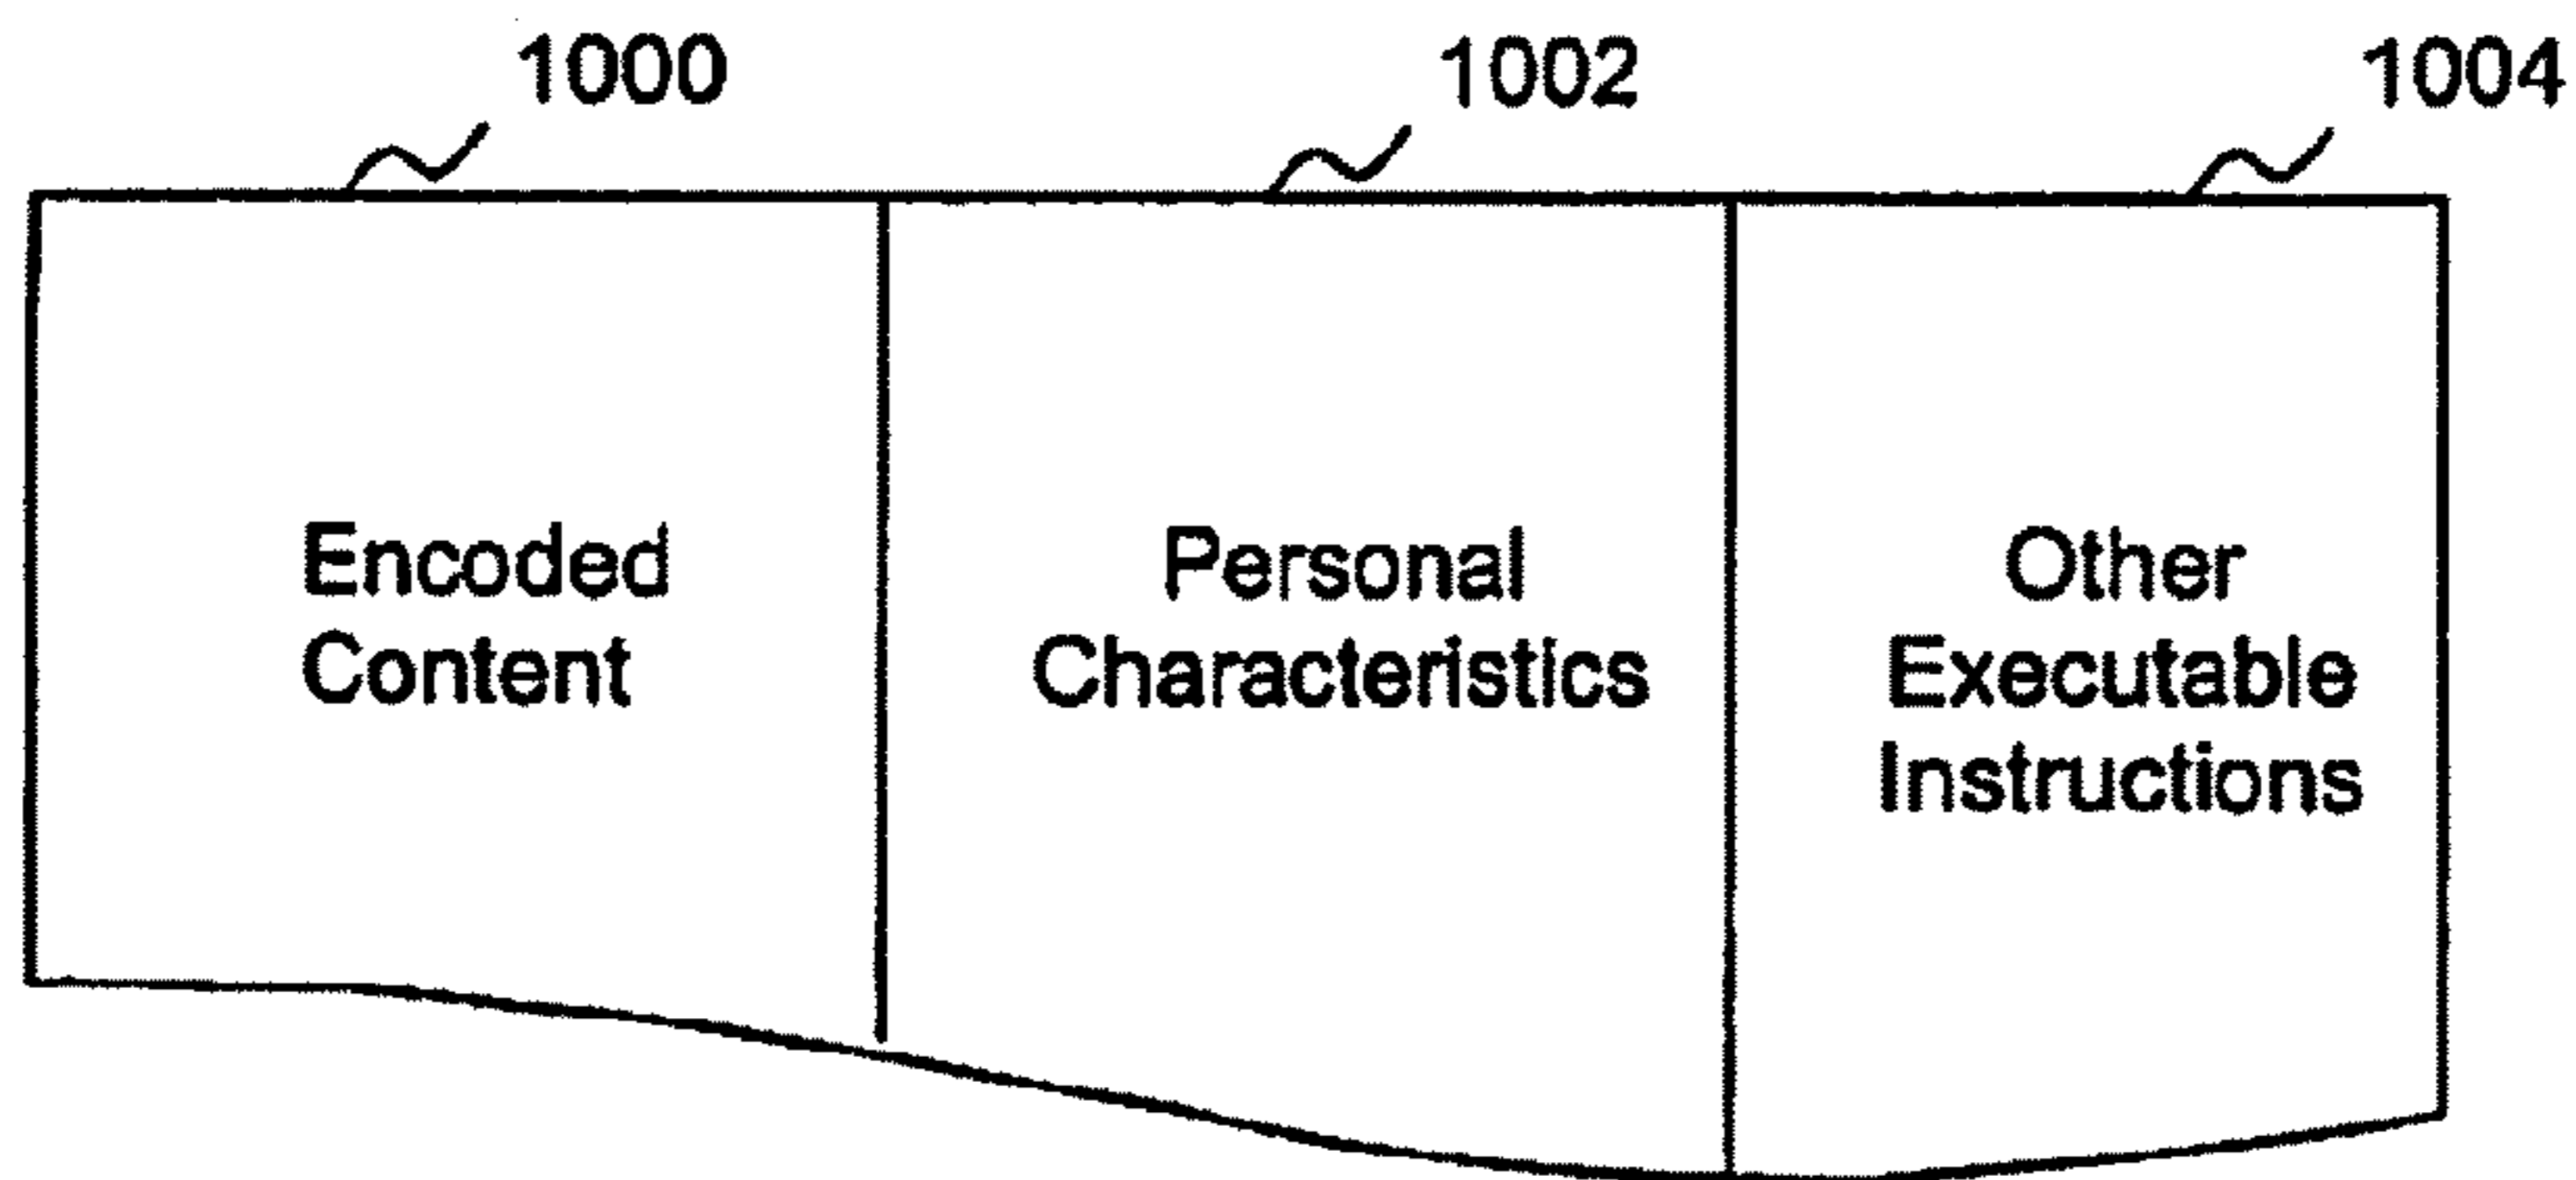 1000
1002
1004
Encoded
Content
Personal
Characteristics
Other
Executable
Instructions